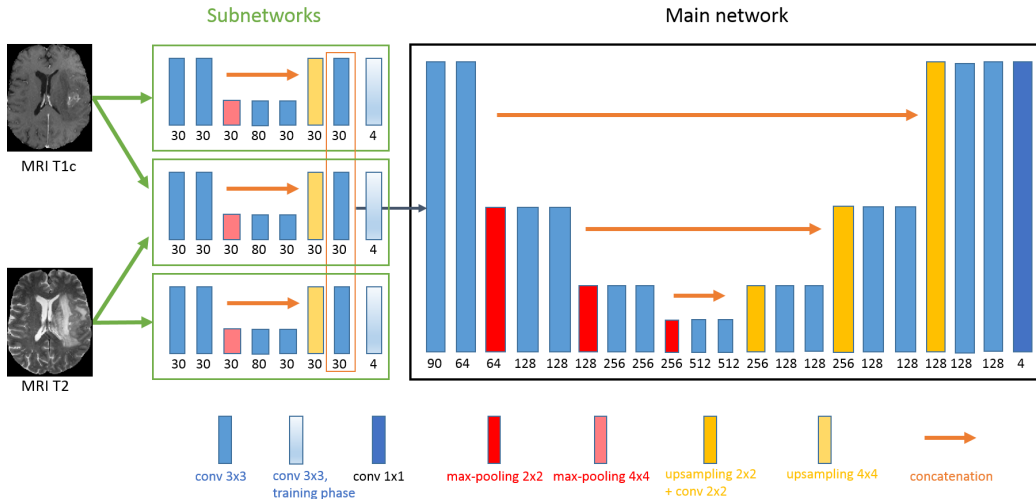 Subnetworks
Main network
MRI T1c
30 30 30 80 30 30 30 4
30 30 30 80 30 30 30 4
MRI T2
30 30 30 80 30 30 30 4
90 64 64 128 128 128 256 256 256 512 512 256 128 128 256 128 128 128 128 128 4
conv 3x3
conv 3x3,
training phase
conv 1x1
max-pooling 2x2
max-pooling 4x4
upsampling 2x2
+ conv 2x2
upsampling 4x4
concatenation